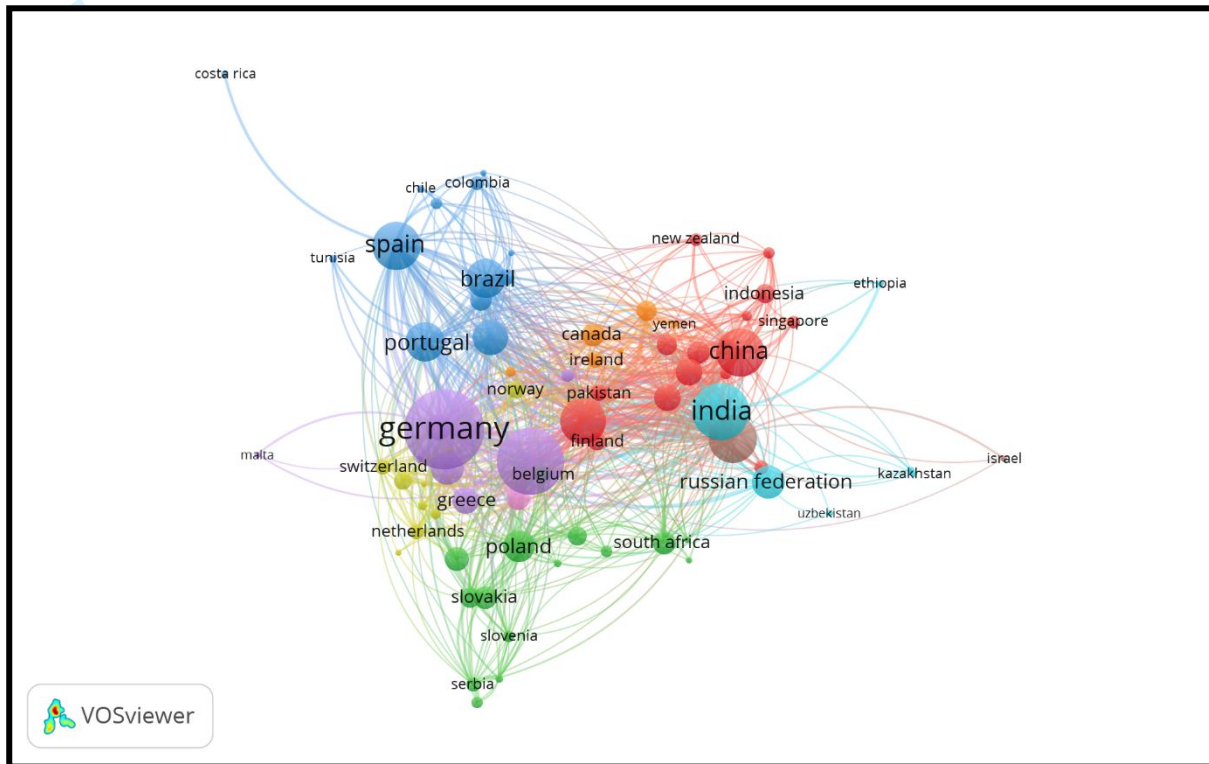 costa rica
chile
colombia
spain
new zealand
tunisia
brazil
ethiopia
indonesia
singapore
yemen
canada
portugal
china
ireland
norway
pakistan
india
germany
finland
malta
switzerland
belgium
israel
kazakhstan
russian federation
greece
uzbekistan
netherlands
poland
south africa
slovakia
slovenia
serbia
VOSviewer